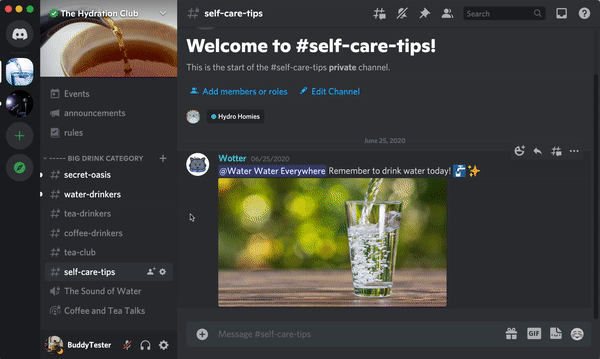 The Hydration Club
self-care-tips
Search
Events
announcements
rules
----- BIG DRINK CATEGORY
secret-oasis
water-drinkers
tea-drinkers
coffee-drinkers
tea-club
self-care-tips
The Sound of Water
Coffee and Tea Talks
BuddyTester
Welcome to #self-care-tips!
This is the start of the #self-care-tips private channel.
Add members or roles Edit Channel
Hydro Homies
June 25, 2020
Wotter 06/25/2020
@Water Water Everywhere Remember to drink water today!
Message #self-care-tips
GIF